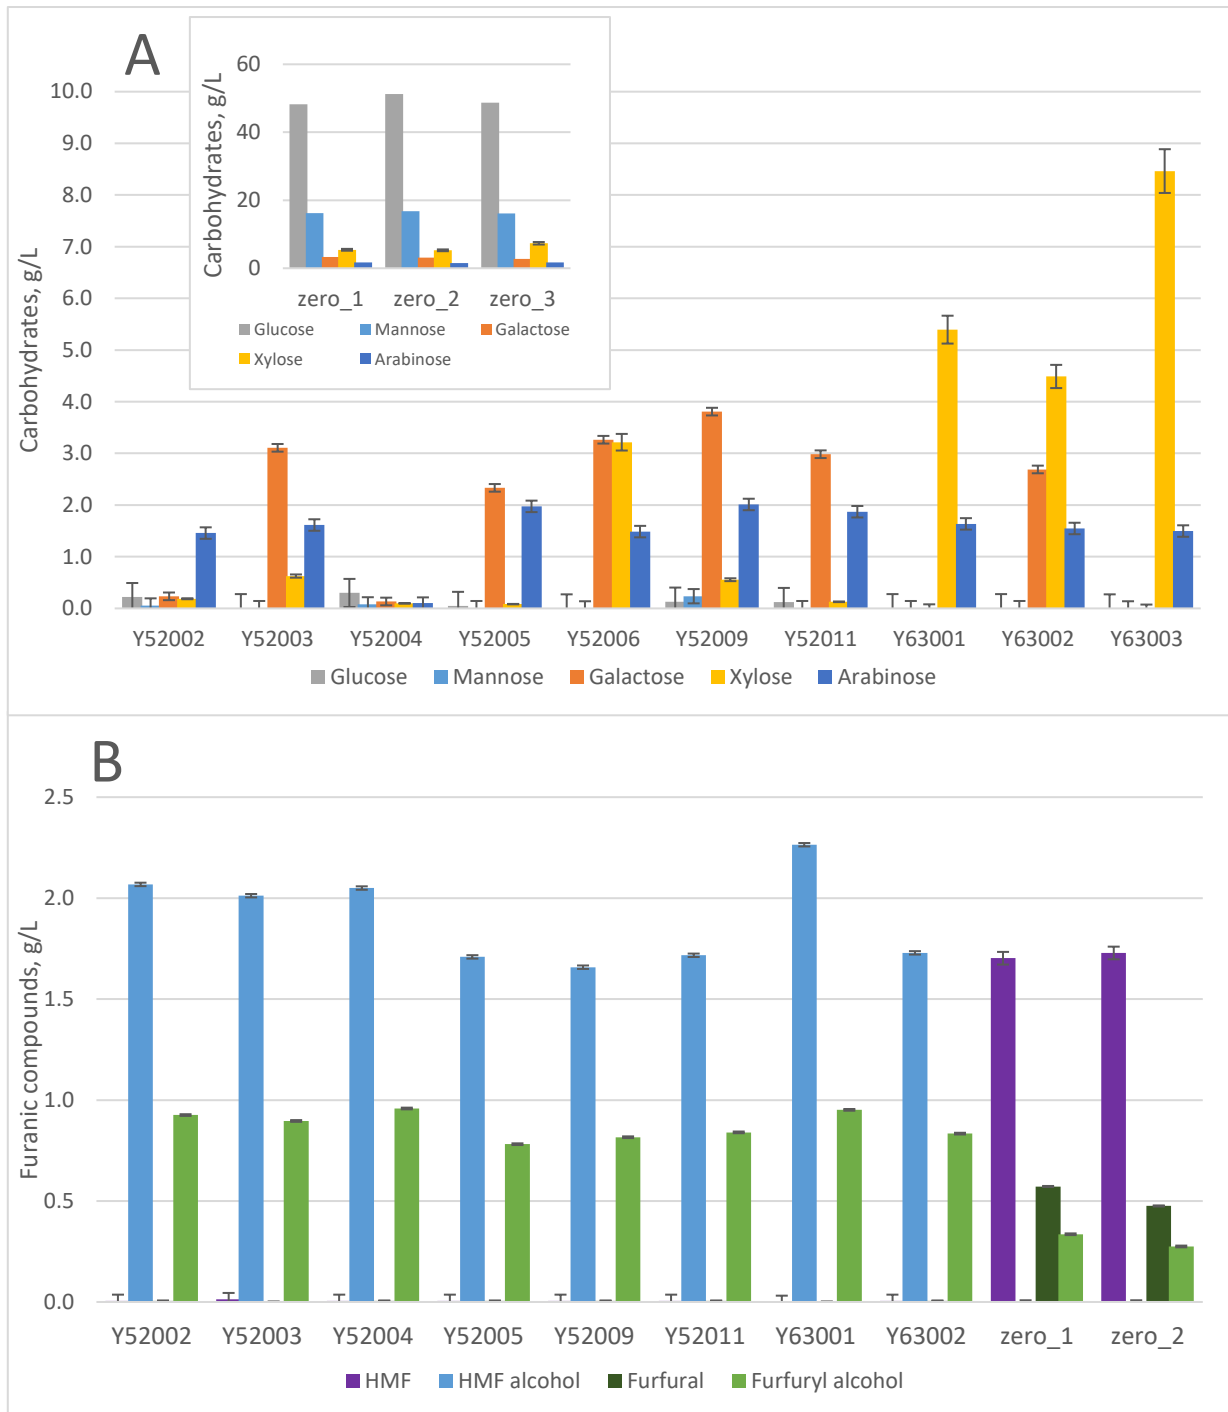 A
Carbohydrates, g/L
10.0
9.0
8.0
7.0
6.0
5.0
4.0
3.0
2.0
1.0
0.0
Carbohydrates, g/L
60
40
20
0
zero_1 zero_2 zero_3
Glucose Mannose Galactose
Xylose Arabinose
Y52002 Y52003 Y52004 Y52005 Y52006 Y52009 Y52011 Y63001 Y63002 Y63003
Glucose Mannose Galactose Xylose Arabinose
B
Furanic compounds, g/L
2.5
2.0
1.5
1.0
0.5
0.0
Y52002 Y52003 Y52004 Y52005 Y52009 Y52011 Y63001 Y63002 zero_1 zero_2
HMF HMF alcohol Furfural Furfuryl alcohol